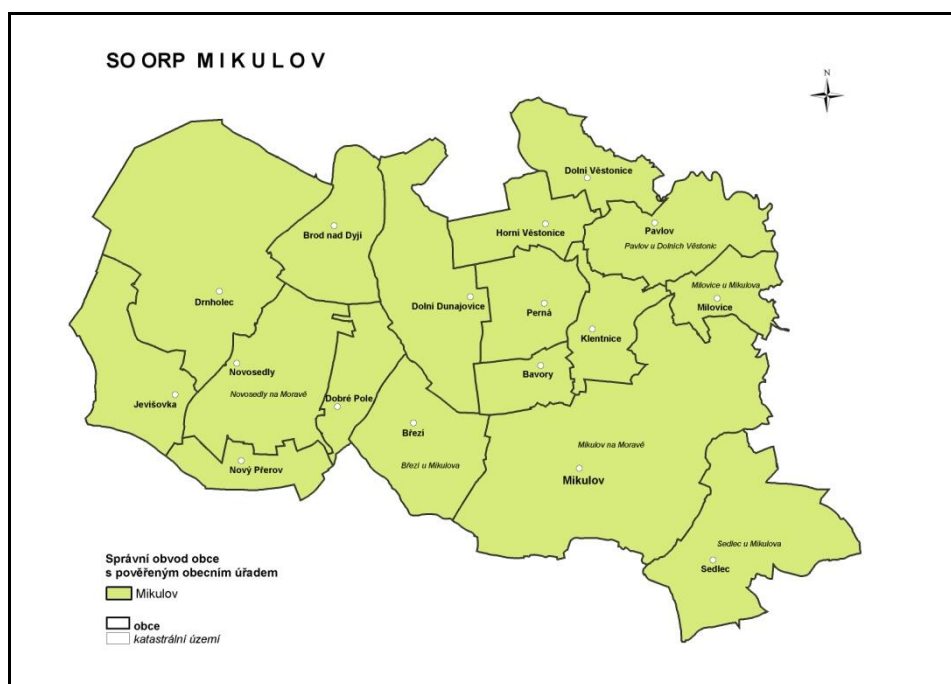 SO ORP M I K U L O V
N
Dolní Věstonice
Pavlov
Horní Věstonice
Brod nad Dyjí
Pavlov u Dolních Věstonic
Milovice u Mikulova
Drnholec
Dolní Dunajovice
Milovice
Perná
Klentnice
Novosedly
Bavory
Novosedly na Moravě
Dobré Pole
Jevišovka
Březí
Mikulov na Moravě
Březí u Mikulova
Nový Přerov
Mikulov
Sedlec u Mikulova
Sedlec
Správní obvod obce
s pověřeným obecním úřadem
Mikulov
obce
katastrální území